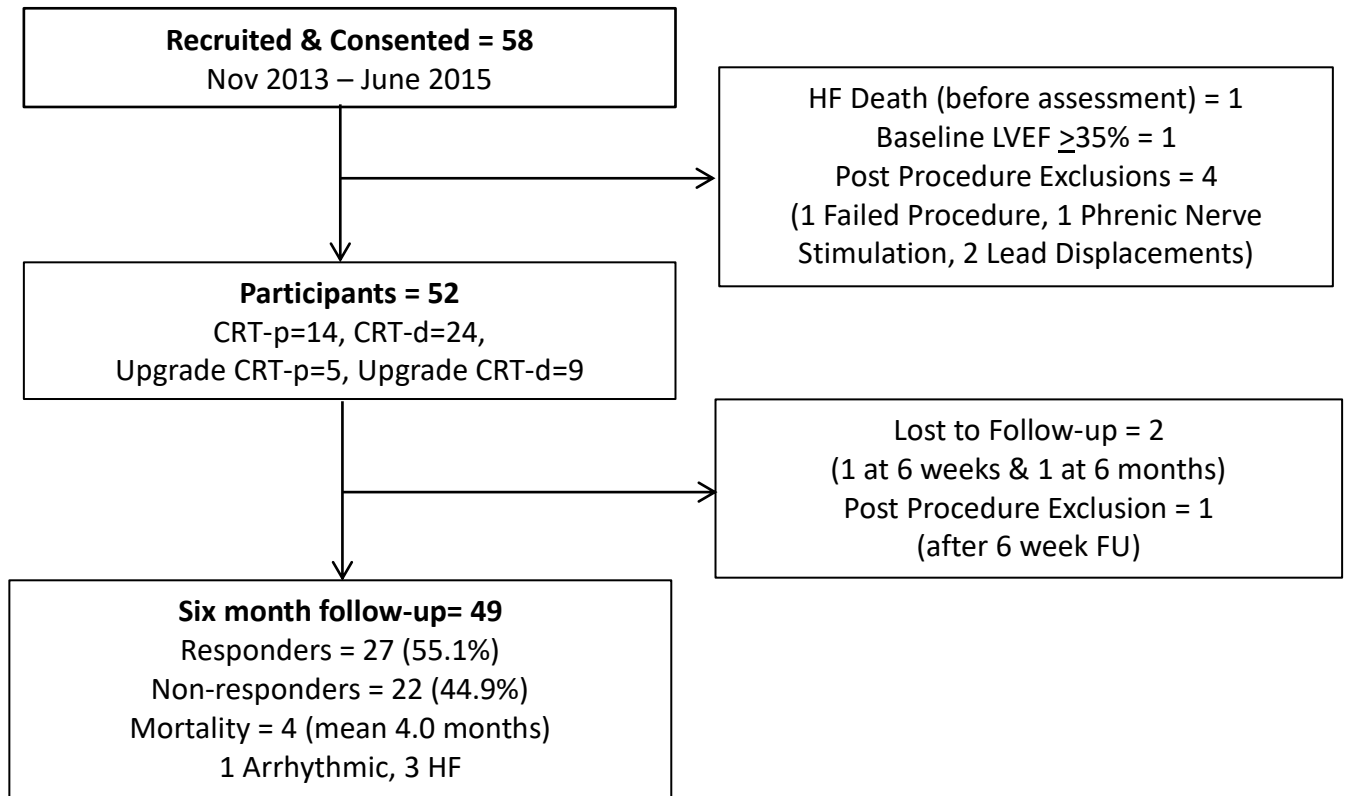 Recruited & Consented = 58
Nov 2013 – June 2015
HF Death (before assessment) = 1
Baseline LVEF ≥35% = 1
Post Procedure Exclusions = 4
(1 Failed Procedure, 1 Phrenic Nerve
Stimulation, 2 Lead Displacements)
Participants = 52
CRT-p=14, CRT-d=24,
Upgrade CRT-p=5, Upgrade CRT-d=9
Lost to Follow-up = 2
(1 at 6 weeks & 1 at 6 months)
Post Procedure Exclusion = 1
(after 6 week FU)
Six month follow-up= 49
Responders = 27 (55.1%)
Non-responders = 22 (44.9%)
Mortality = 4 (mean 4.0 months)
1 Arrhythmic, 3 HF